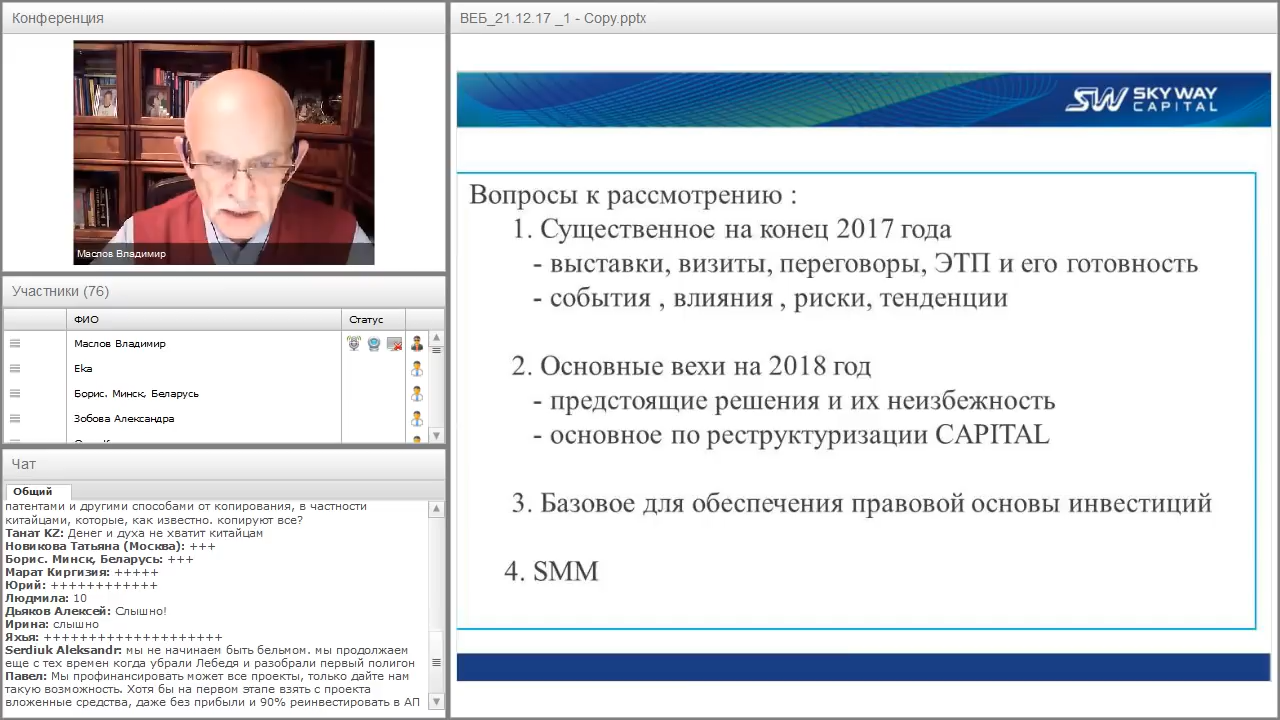 Конференция
Маслов Владимир
Участники (76)
ФИО
Статус
Маслов Владимир
Eka
Борис. Минск, Беларусь
Зобова Александра
Чат
Общий
патентами и другими способами от копирования, в частности
китайцами, которые, как известно. копируют все?
Танат KZ: Денег и духа не хватит китайцам
Новикова Татьяна (Москва): +++
Борис. Минск, Беларусь: +++
Марат Киргизия: +++++
Юрий: ++++++++++++
Людмила: 10
Дьяков Алексей: Слышно!
Ирина: слышно
Яхья: ++++++++++++++++++++
Serdiuk Aleksandr: мы не начинаем быть бельмом. мы продолжаем
еще с тех времен когда убрали Лебедя и разобрали первый полигон
Павел: Мы профинансировать может все проекты, только дайте нам
такую возможность. Хотя бы на первом этапе взять с проекта
вложенные средства, даже без прибыли и 90% реинвестировать в АП
ВЕБ_21.12.17 _1 - Copy.pptx
SW SKY WAY
CAPITAL
Вопросы к рассмотрению :
1. Существенное на конец 2017 года
- выставки, визиты, переговоры, ЭТП и его готовность
- события , влияния , риски, тенденции
2. Основные вехи на 2018 год
- предстоящие решения и их неизбежность
- основное по реструктуризации CAPITAL
3. Базовое для обеспечения правовой основы инвестиций
4. SMM